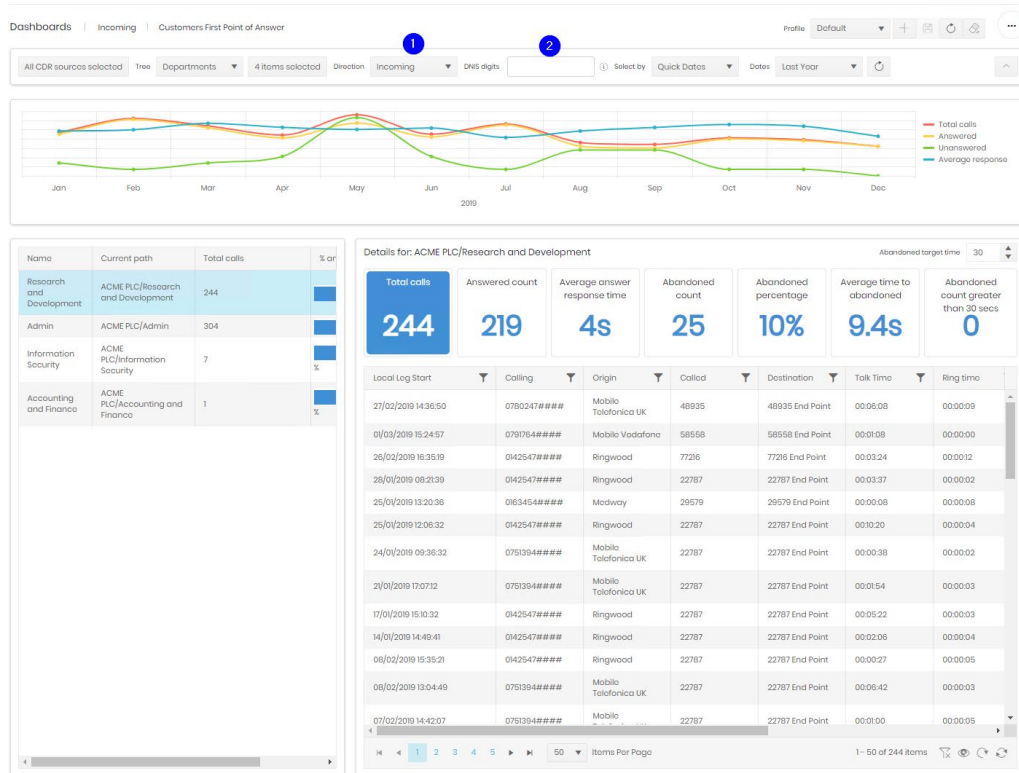 Dashboards Incoming Customers First Point of Answer Profile Default
1 2
All CDR sources selected Tree Departments 4 items selected Direction Incoming DNIS digits Select by Quick Dates Dates Last Year
Total calls
Answered
Unanswered
Average response
Jan Feb Mar Apr May Jun Jul Aug Sep Oct Nov Dec
2019
Name Current path Total calls % an
Research and Development ACME PLC/Research and Development 244
Admin ACME PLC/Admin 304
Information Security ACME PLC/Information Security 7 %
Accounting and Finance ACME PLC/Accounting and Finance 1 %
Details for: ACME PLC/Research and Development Abandoned target time 30
Total calls 244
Answered count 219
Average answer response time 4s
Abandoned count 25
Abandoned percentage 10%
Average time to abandoned 9.4s
Abandoned count greater than 30 secs 0
Local Log Start Calling Origin Called Destination Talk Time Ring time
27/02/2019 14:36:50 0780247#### Mobile Telefonica UK 48935 48935 End Point 00:06:08 00:00:09
01/03/2019 15:24:57 0791764#### Mobile Vodafone 58558 58558 End Point 00:01:08 00:00:00
26/02/2019 16:35:19 0142547#### Ringwood 77216 77216 End Point 00:03:24 00:00:12
28/01/2019 08:21:39 0142547#### Ringwood 22787 22787 End Point 00:03:37 00:00:02
25/01/2019 13:20:36 0163454#### Medway 29579 29579 End Point 00:00:08 00:00:08
25/01/2019 12:06:32 0142547#### Ringwood 22787 22787 End Point 00:10:20 00:00:04
24/01/2019 09:36:32 0751394#### Mobile Telefonica UK 22787 22787 End Point 00:00:38 00:00:02
21/01/2019 17:07:12 0751394#### Mobile Telefonica UK 22787 22787 End Point 00:01:54 00:00:03
17/01/2019 15:10:32 0142547#### Ringwood 22787 22787 End Point 00:05:22 00:00:03
14/01/2019 14:49:41 0142547#### Ringwood 22787 22787 End Point 00:02:06 00:00:04
08/02/2019 15:35:21 0142547#### Ringwood 22787 22787 End Point 00:00:27 00:00:05
08/02/2019 13:04:49 0751394#### Mobile Telefonica UK 22787 22787 End Point 00:06:42 00:00:03
07/02/2019 14:42:07 0751394#### Mobile 22787 22787 End Point 00:01:00 00:00:05
1 2 3 4 5 50 Items Per Page 1 - 50 of 244 items